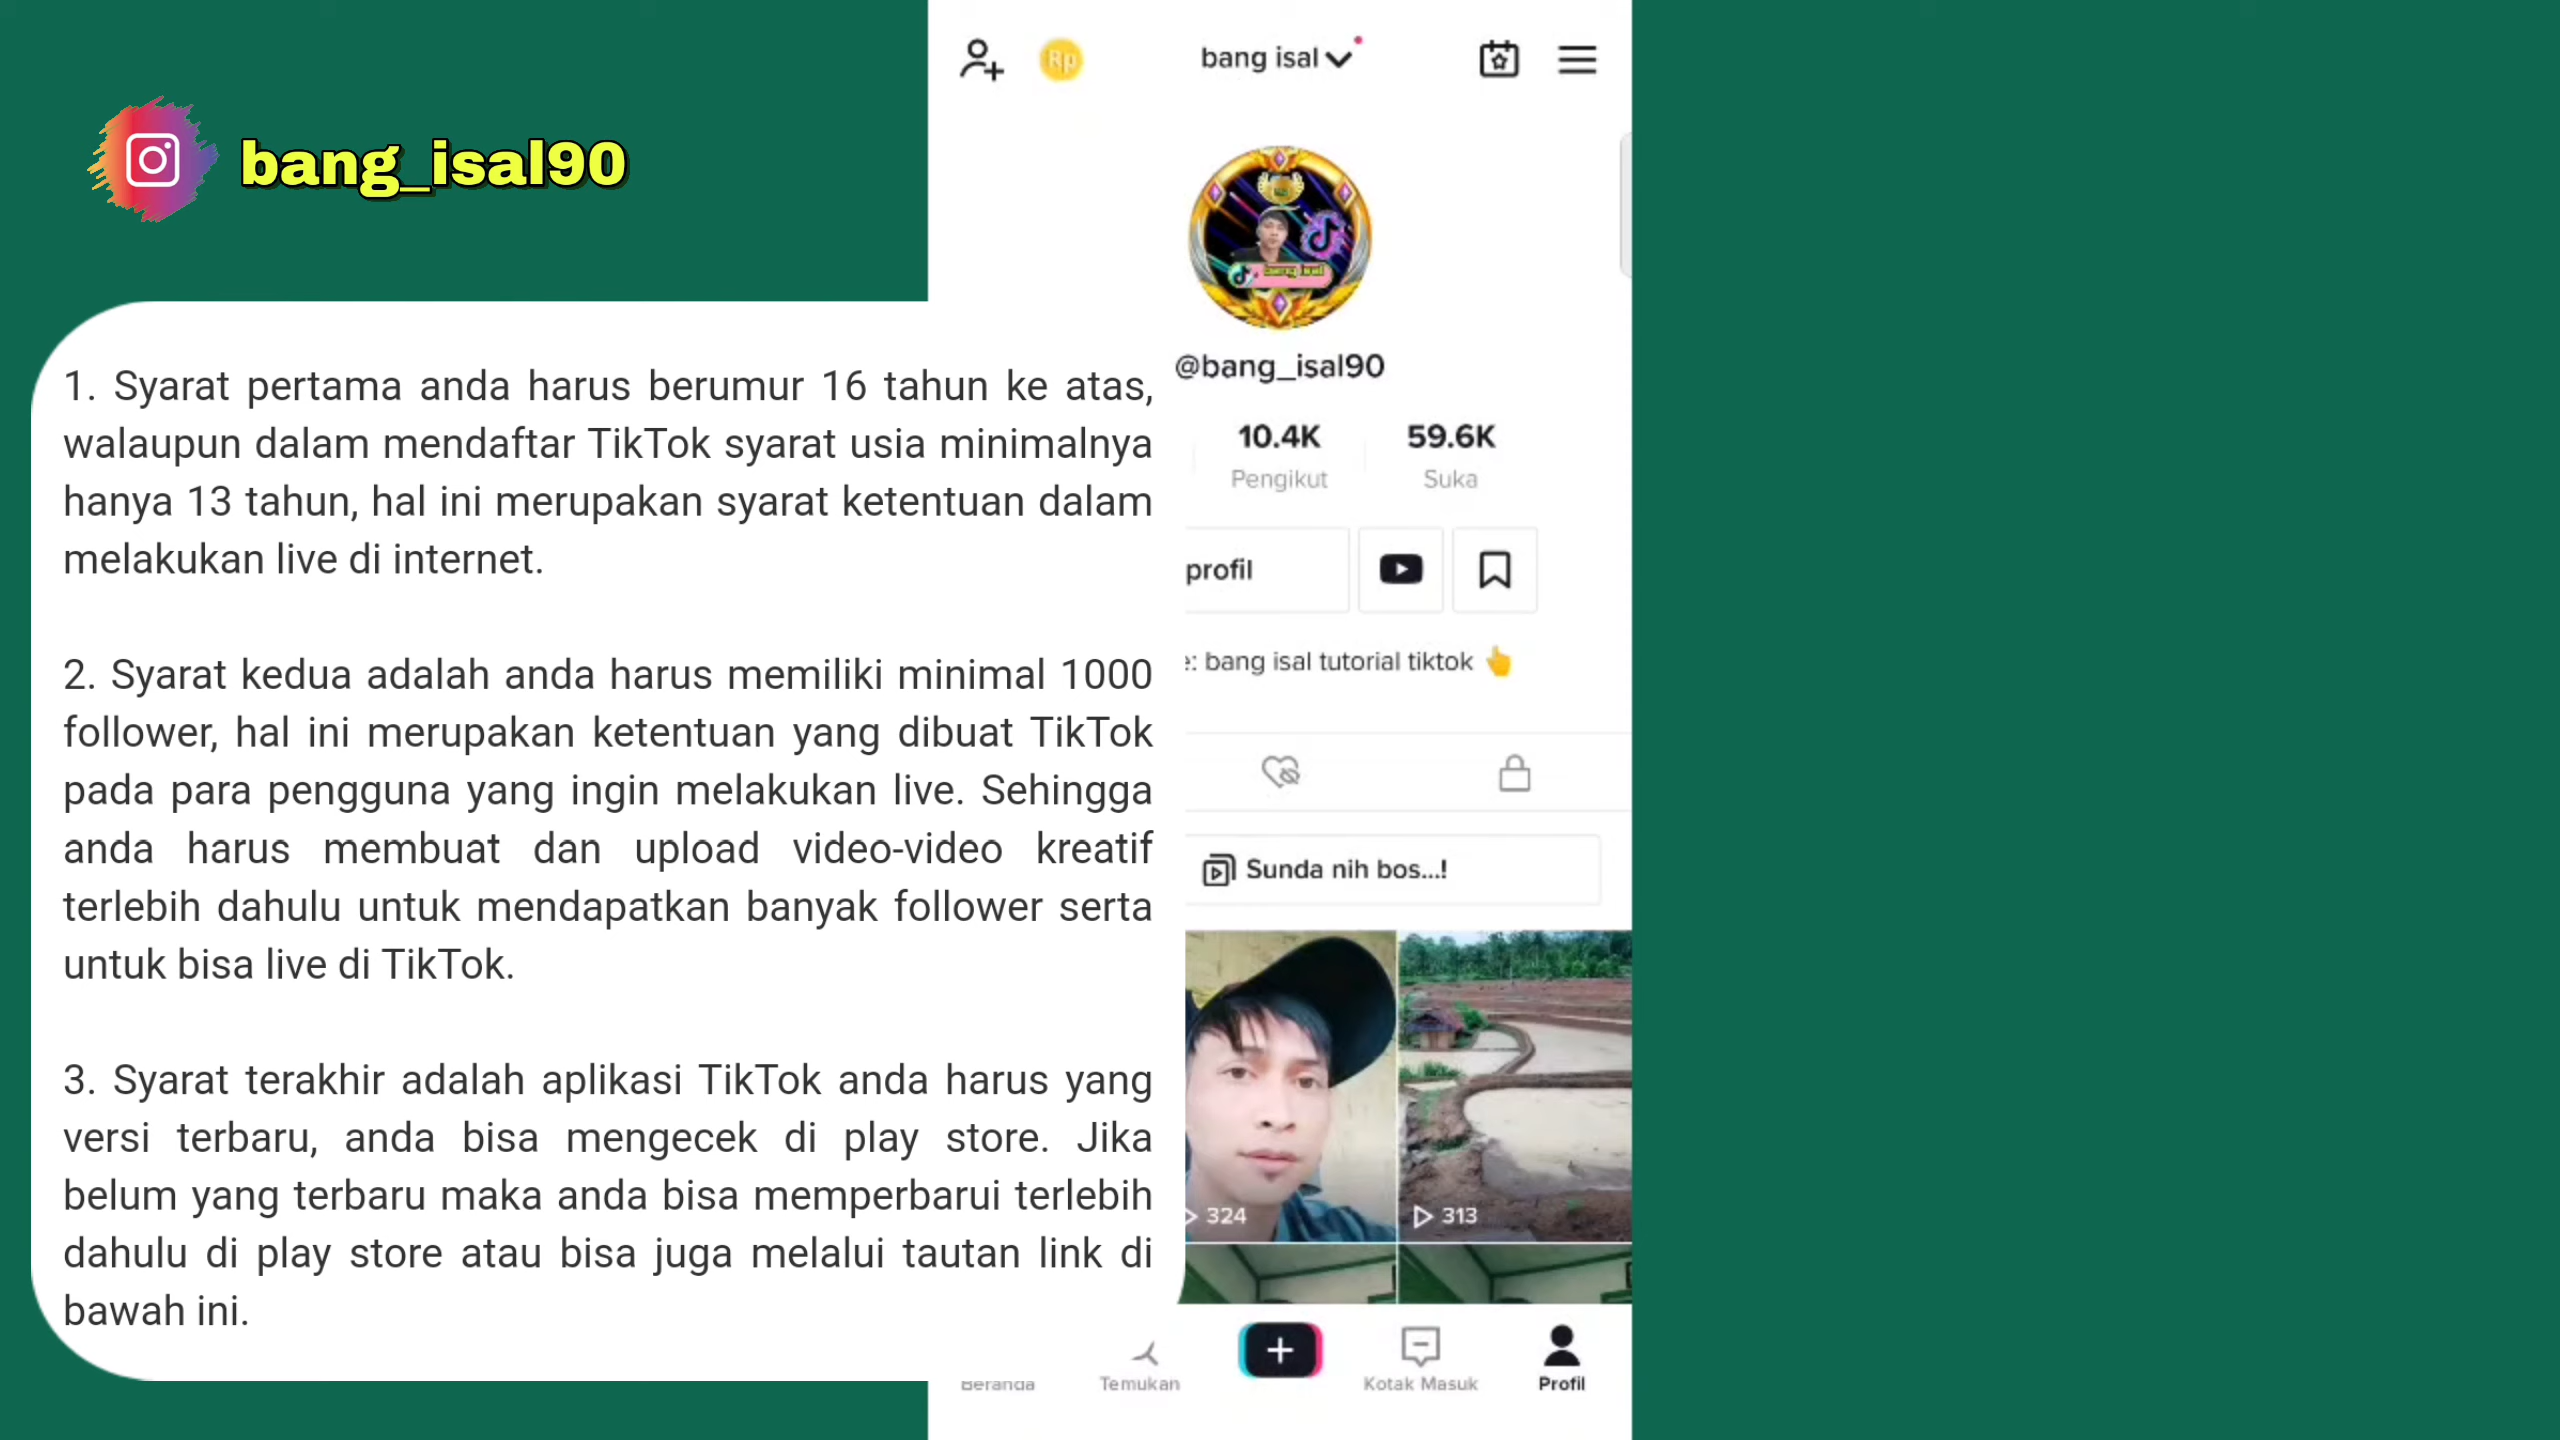 bang_isal90
1. Syarat pertama anda harus berumur 16 tahun ke atas,
walaupun dalam mendaftar TikTok syarat usia minimalnya
hanya 13 tahun, hal ini merupakan syarat ketentuan dalam
melakukan live di internet.
2. Syarat kedua adalah anda harus memiliki minimal 1000
follower, hal ini merupakan ketentuan yang dibuat TikTok
pada para pengguna yang ingin melakukan live. Sehingga
anda harus membuat dan upload video-video kreatif
terlebih dahulu untuk mendapatkan banyak follower serta
untuk bisa live di TikTok.
3. Syarat terakhir adalah aplikasi TikTok anda harus yang
versi terbaru, anda bisa mengecek di play store. Jika
belum yang terbaru maka anda bisa memperbarui terlebih
dahulu di play store atau bisa juga melalui tautan link di
bawah ini.
Rp
bang isal
@bang_isal90
10.4K 59.6K
Pengikut Suka
profil
: bang isal tutorial tiktok 👆
Sunda nih bos...!
324 313
Beranda Temukan Kotak Masuk Profil